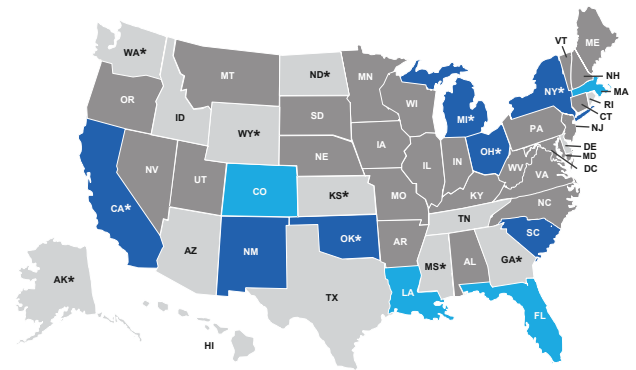 WA*
MT
ND*
MN
VT
ME
OR
ID
WY*
SD
WI
MI*
NY*
NH
MA
RI
CT
NJ
PA
NV
UT
CO
NE
IA
IL
IN
OH*
DE
MD
DC
WV
VA
CA*
KS*
MO
KY
NC
AZ
NM
OK*
AR
TN
SC
TX
LA
MS*
AL
GA*
FL
AK*
HI